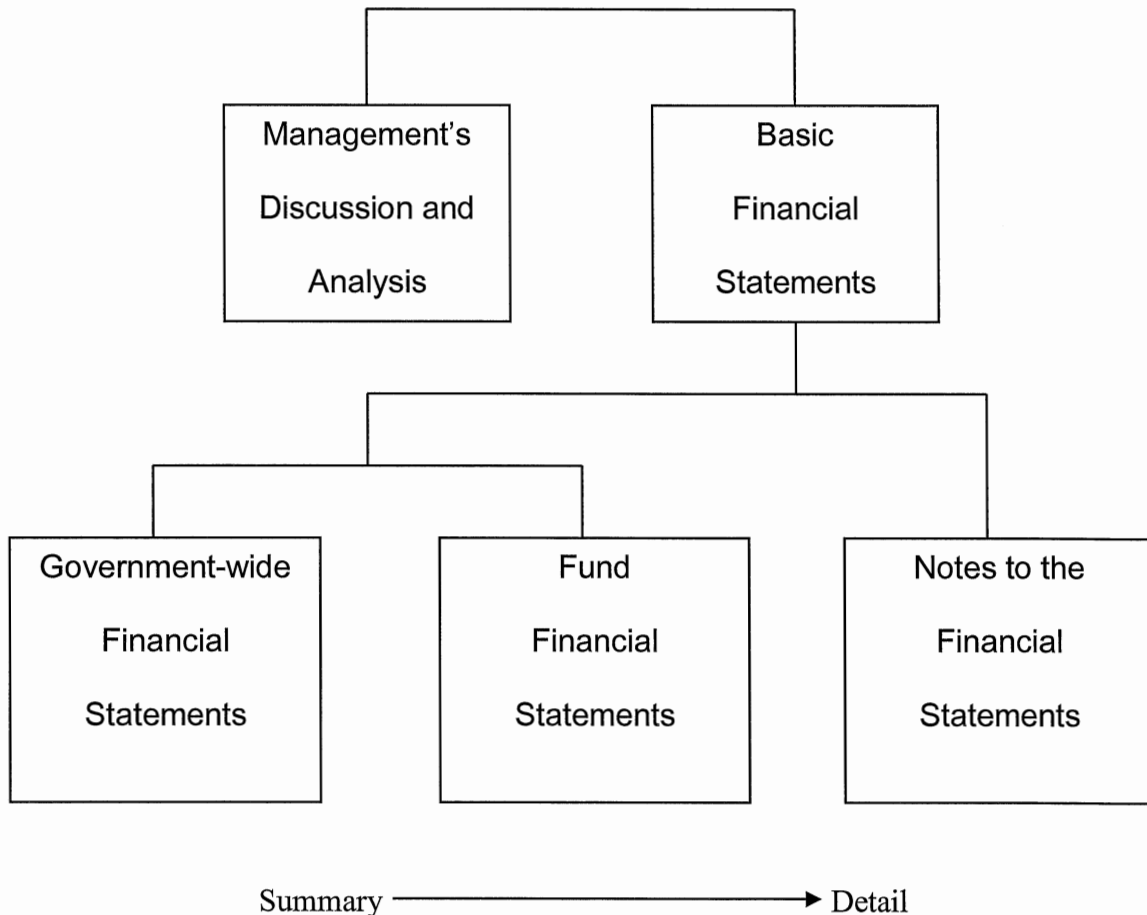 Management's
Discussion and
Analysis
Basic
Financial
Statements
Government-wide
Financial
Statements
Fund
Financial
Statements
Notes to the
Financial
Statements
Summary
Detail